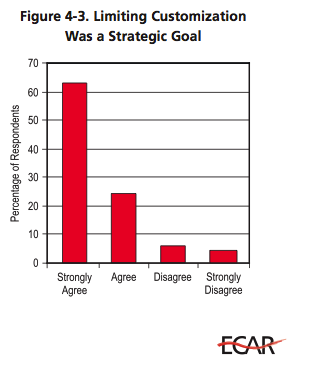 Figure 4-3. Limiting Customization
Was a Strategic Goal
Percentage of Respondents
70
60
50
40
30
20
10
0
Strongly Agree
Agree
Disagree
Strongly Disagree
ECAR